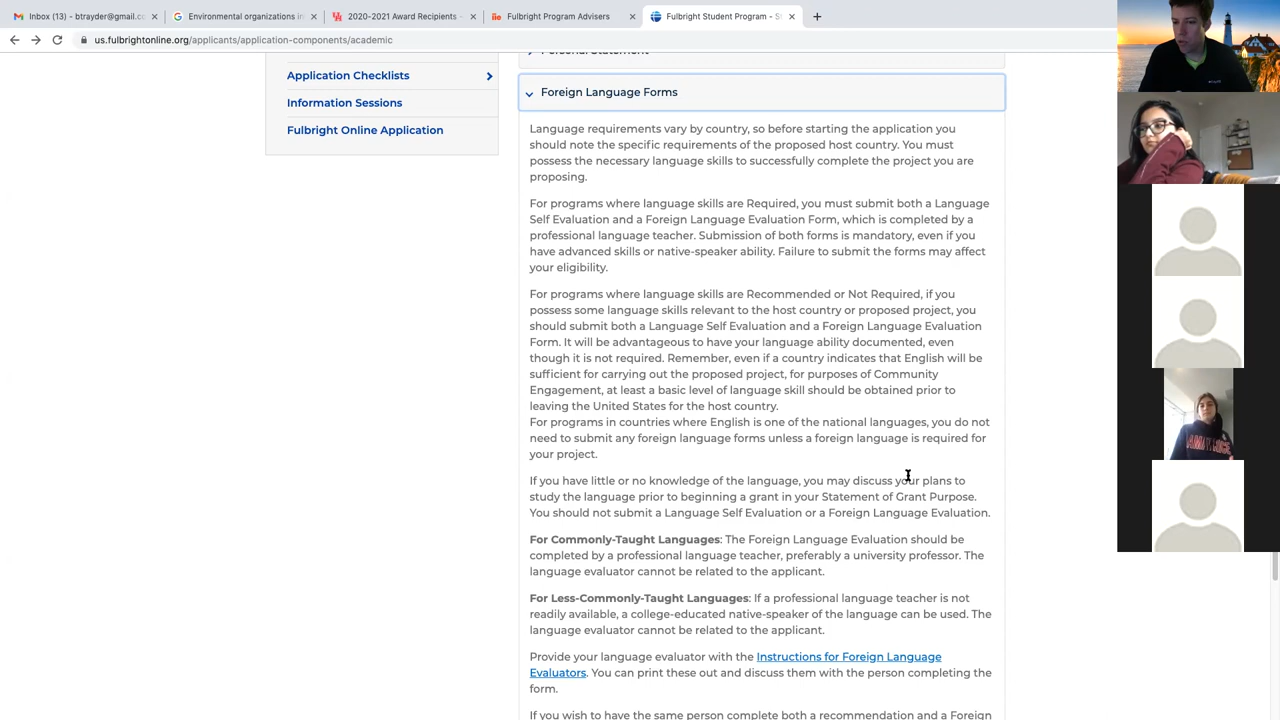 Inbox (13) - btrayder@gmail.co
Environmental organizations in
2020-2021 Award Recipients -
Fulbright Program Advisers
Fulbright Student Program - S
us.fulbrightonline.org/applicants/application-components/academic
Application Checklists
Information Sessions
Fulbright Online Application
Personal Statement
Foreign Language Forms
Language requirements vary by country, so before starting the application you
should note the specific requirements of the proposed host country. You must
possess the necessary language skills to successfully complete the project you are
proposing.
For programs where language skills are Required, you must submit both a Language
Self Evaluation and a Foreign Language Evaluation Form, which is completed by a
professional language teacher. Submission of both forms is mandatory, even if you
have advanced skills or native-speaker ability. Failure to submit the forms may affect
your eligibility.
For programs where language skills are Recommended or Not Required, if you
possess some language skills relevant to the host country or proposed project, you
should submit both a Language Self Evaluation and a Foreign Language Evaluation
Form. It will be advantageous to have your language ability documented, even
though it is not required. Remember, even if a country indicates that English will be
sufficient for carrying out the proposed project, for purposes of Community
Engagement, at least a basic level of language skill should be obtained prior to
leaving the United States for the host country.
For programs in countries where English is one of the national languages, you do not
need to submit any foreign language forms unless a foreign language is required for
your project.
If you have little or no knowledge of the language, you may discuss your plans to
study the language prior to beginning a grant in your Statement of Grant Purpose.
You should not submit a Language Self Evaluation or a Foreign Language Evaluation.
For Commonly-Taught Languages: The Foreign Language Evaluation should be
completed by a professional language teacher, preferably a university professor. The
language evaluator cannot be related to the applicant.
For Less-Commonly-Taught Languages: If a professional language teacher is not
readily available, a college-educated native-speaker of the language can be used. The
language evaluator cannot be related to the applicant.
Provide your language evaluator with the Instructions for Foreign Language
Evaluators. You can print these out and discuss them with the person completing the
form.
If you wish to have the same person complete both a recommendation and a Foreign